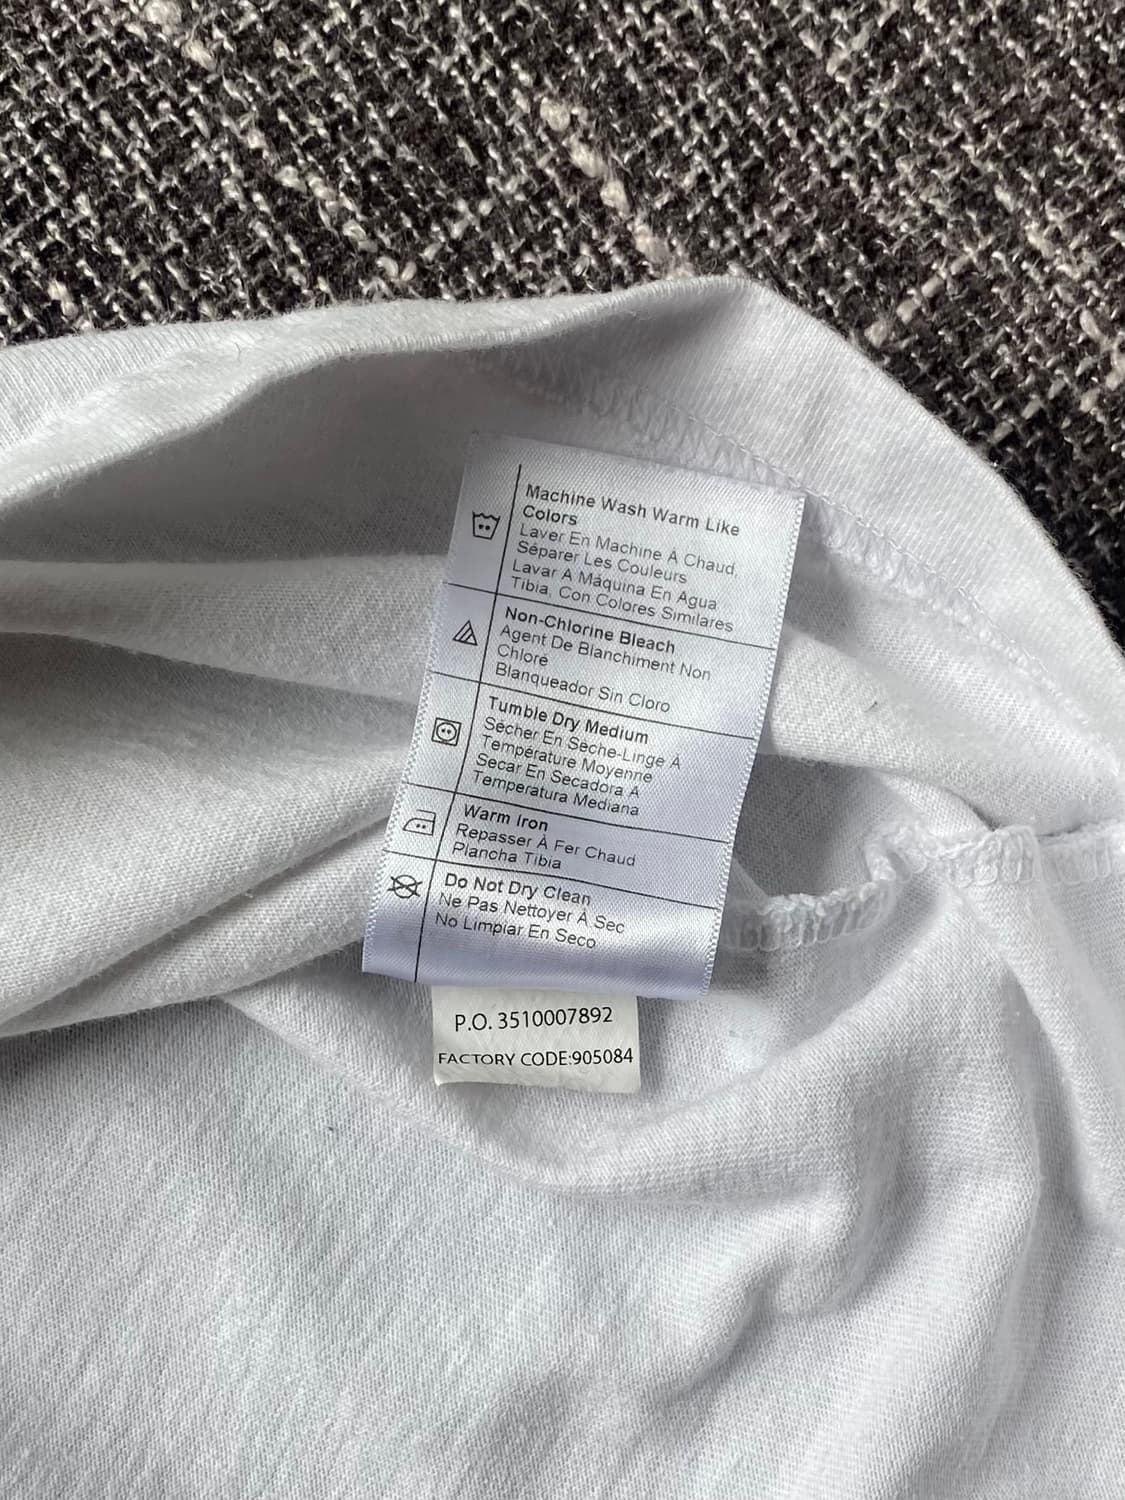 Machine Wash Warm Like
Colors
Laver En Machine À Chaud,
Séparer Les Couleurs
Lavar A Máquina En Agua
Tibia, Con Colores Similares
Non-Chlorine Bleach
Agent De Blanchiment Non
Chloré
Blanqueador Sin Cloro
Tumble Dry Medium
Sécher En Sèche-Linge À
Température Moyenne
Secar En Secadora A
Temperatura Mediana
Warm Iron
Repasser À Fer Chaud
Plancha Tibia
Do Not Dry Clean
Ne Pas Nettoyer À Sec
No Limpiar En Seco
P.O. 3510007892
FACTORY CODE:905084